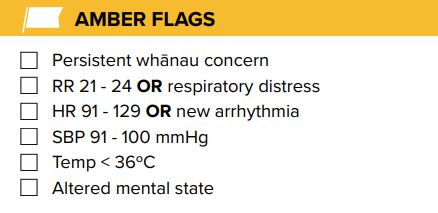 AMBER FLAGS
Persistent whānau concern
RR 21 - 24 OR respiratory distress
HR 91 - 129 OR new arrhythmia
SBP 91 - 100 mmHg
Temp < 36ºC
Altered mental state